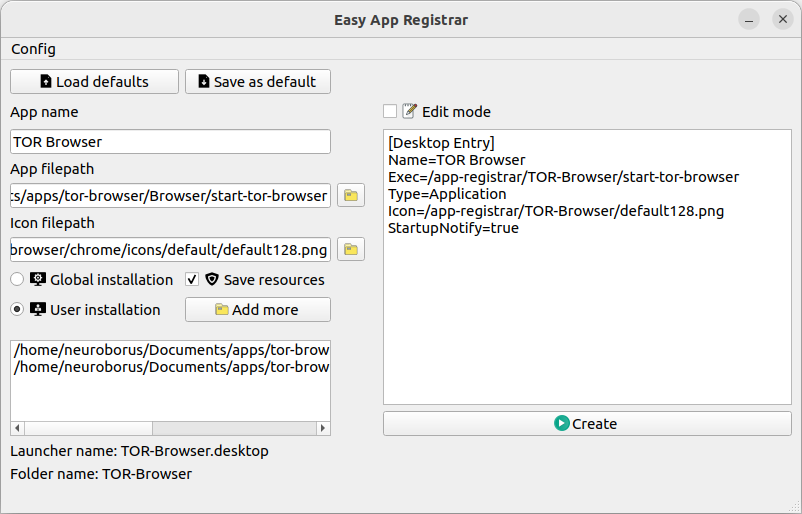 Easy App Registrar
Config
Load defaults
Save as default
App name
TOR Browser
App filepath
ts/apps/tor-browser/Browser/start-tor-browser
Icon filepath
browser/chrome/icons/default/default128.png
Global installation
Save resources
User installation
Add more
/home/neuroborus/Documents/apps/tor-brow
/home/neuroborus/Documents/apps/tor-brow
Launcher name: TOR-Browser.desktop
Folder name: TOR-Browser
Edit mode
[Desktop Entry]
Name=TOR Browser
Exec=/app-registrar/TOR-Browser/start-tor-browser
Type=Application
Icon=/app-registrar/TOR-Browser/default128.png
StartupNotify=true
Create